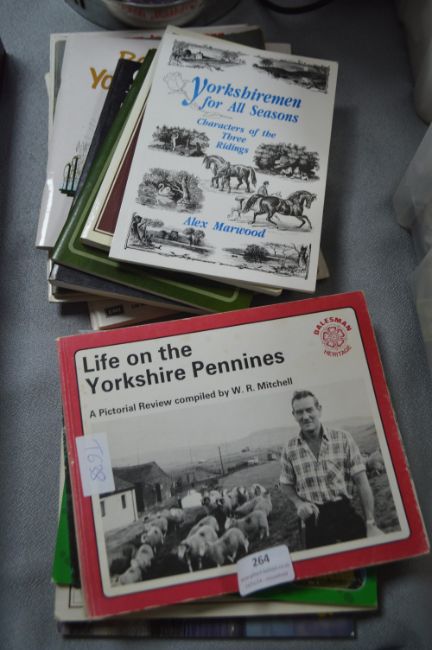 Yorkshiremen
for All Seasons
Characters of the
Three
Ridings
Alex Marwood
DALESMAN
HERITAGE
Life on the
Yorkshire Pennines
A Pictorial Review compiled by W. R. Mitchell
264